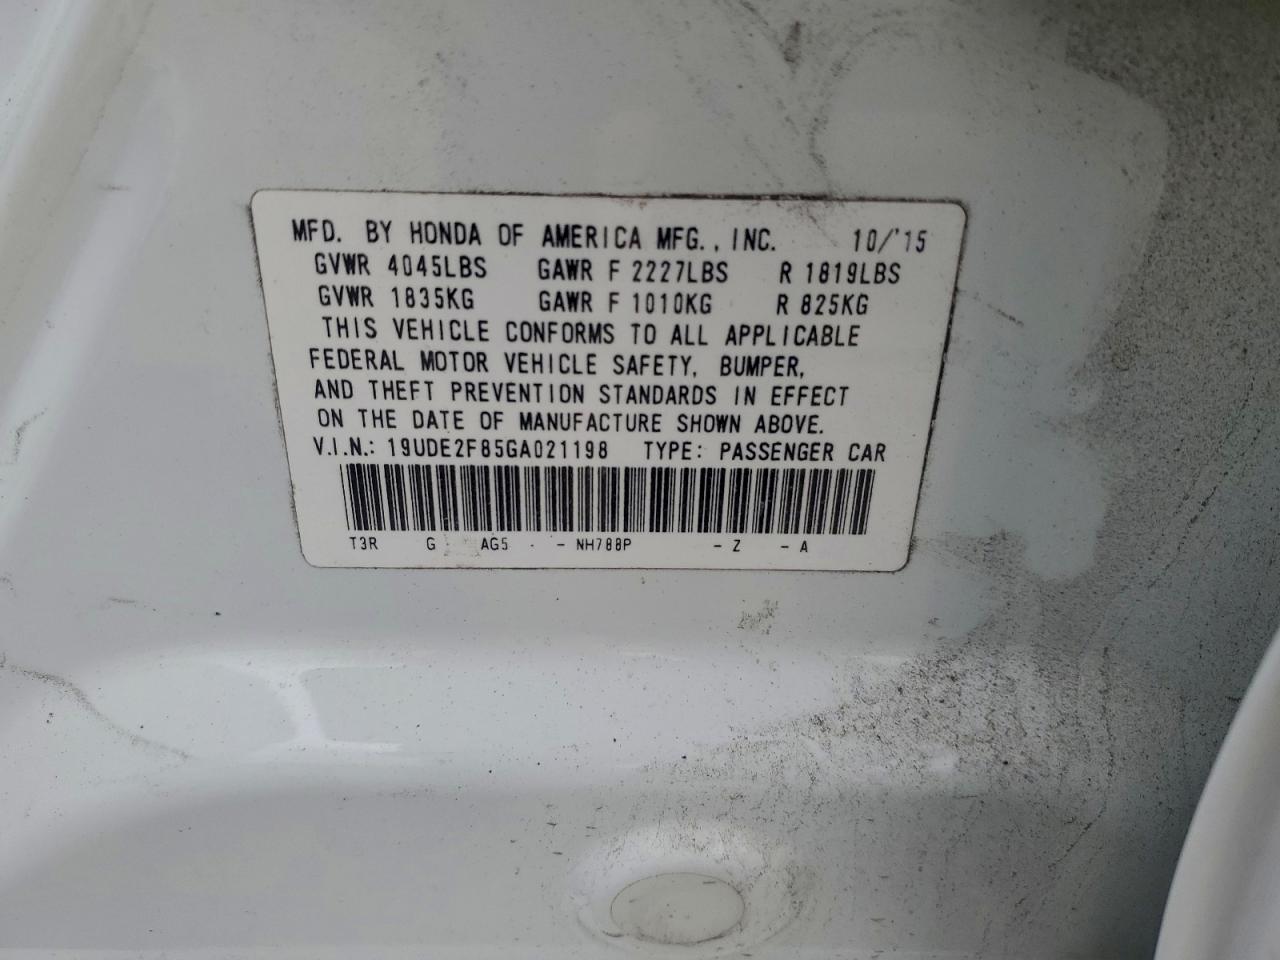 MFD. BY HONDA OF AMERICA MFG., INC. 10/'15
GVWR 4045LBS GAWR F 2227LBS R 1819LBS
GVWR 1835KG GAWR F 1010KG R 825KG
THIS VEHICLE CONFORMS TO ALL APPLICABLE
FEDERAL MOTOR VEHICLE SAFETY, BUMPER,
AND THEFT PREVENTION STANDARDS IN EFFECT
ON THE DATE OF MANUFACTURE SHOWN ABOVE.
V.I.N.: 19UDE2F85GA021198 TYPE: PASSENGER CAR
T3R G AG5 - - NH788P - Z - A